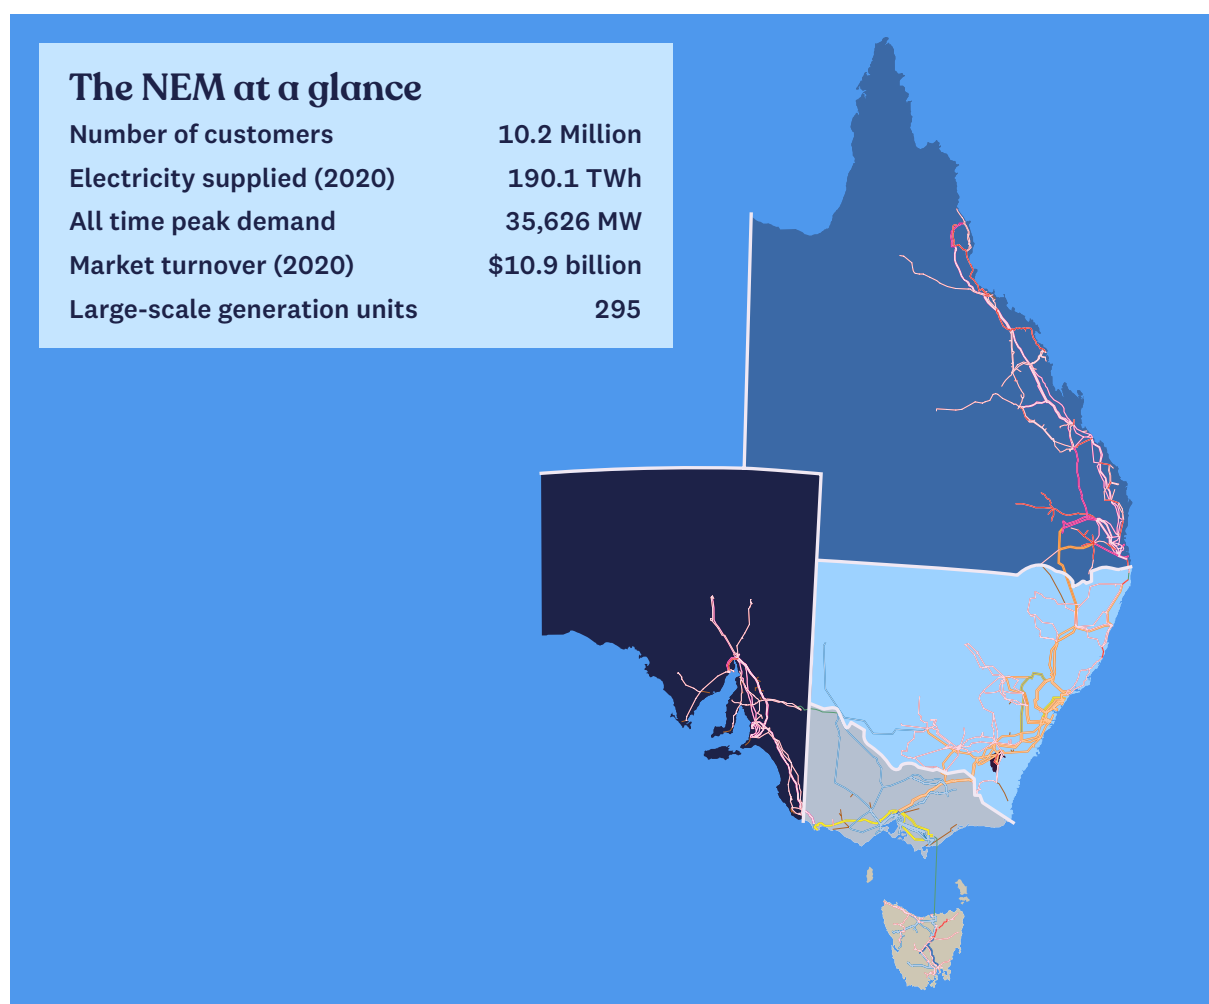 The NEM at a glance
Number of customers 10.2 Million
Electricity supplied (2020) 190.1 TWh
All time peak demand 35,626 MW
Market turnover (2020) $10.9 billion
Large-scale generation units 295